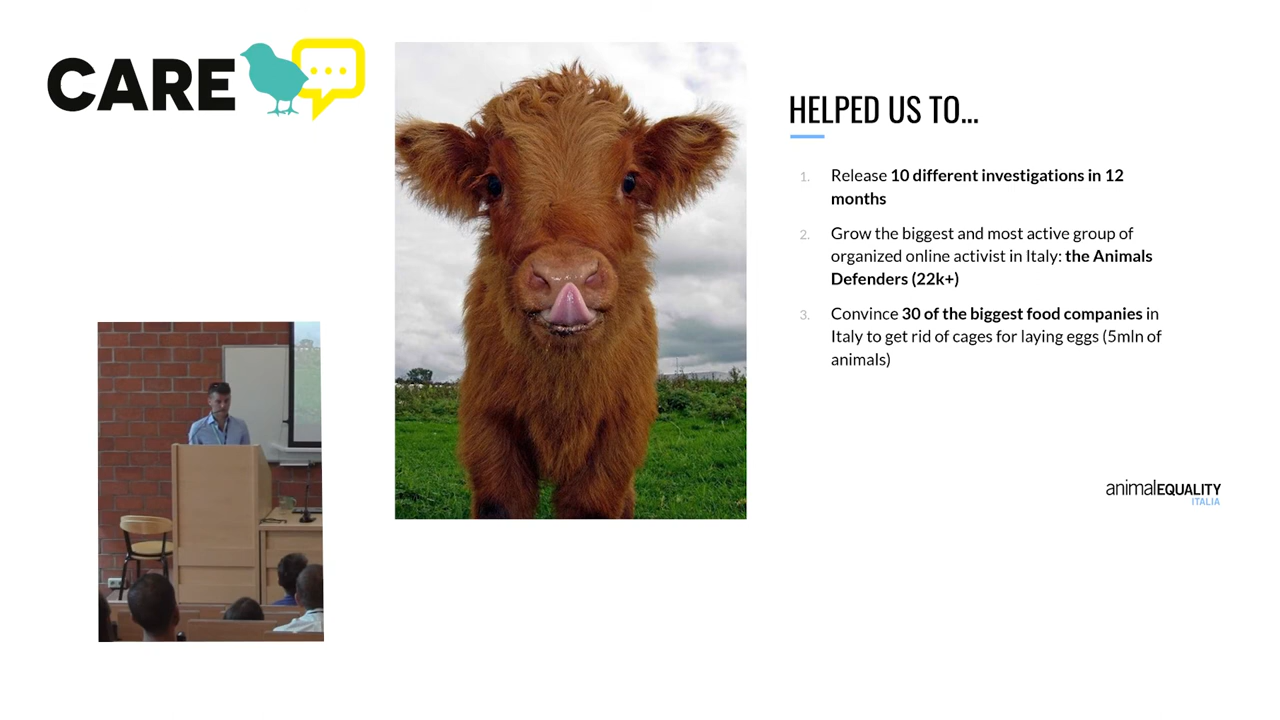 CARE
HELPED US TO...
1. Release 10 different investigations in 12
months
2. Grow the biggest and most active group of
organized online activist in Italy: the Animals
Defenders (22k+)
3. Convince 30 of the biggest food companies in
Italy to get rid of cages for laying eggs (5mln of
animals)
animalEQUALITY
ITALIA